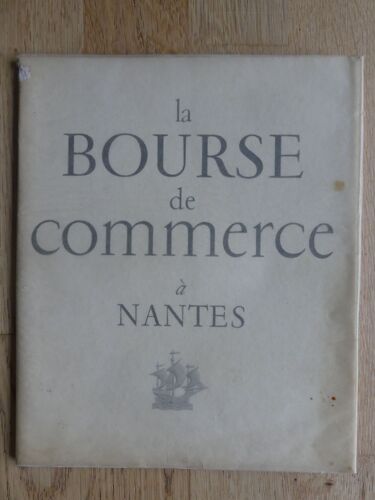 la
BOURSE
de
commerce
à
NANTES